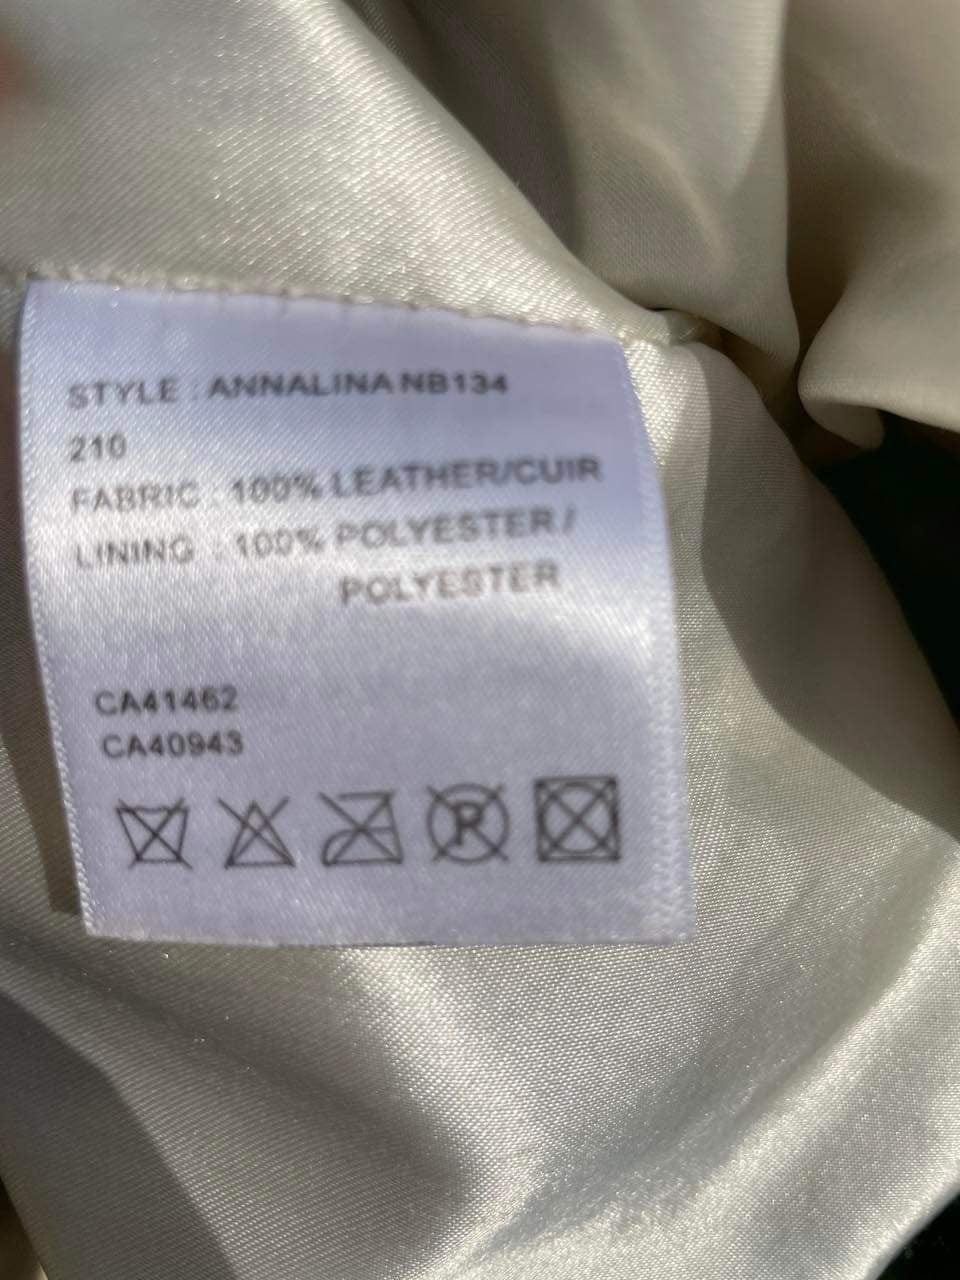 STYLE : ANNALINA NB134
210
FABRIC : 100% LEATHER/CUIR
LINING : 100% POLYESTER /
POLYESTER
CA41462
CA40943
R